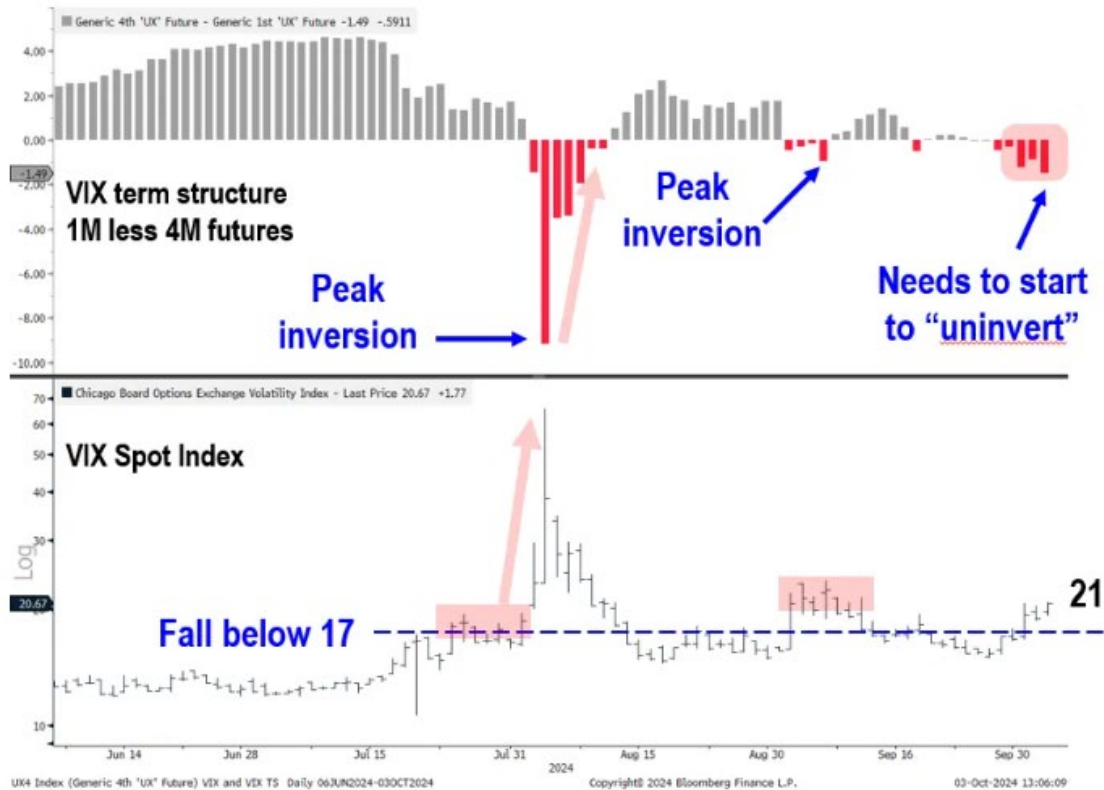 Generic 4th 'UX' Future - Generic 1st 'UX' Future -1.49 -.5911
4.00
2.00
0.00
-1.49
-2.00
-4.00
-6.00
-8.00
-10.00
VIX term structure
1M less 4M futures
Peak
inversion
Peak
inversion
Needs to start
to “uninvert”
Chicago Board Options Exchange Volatility Index - Last Price 20.67 +1.77
70
60
50
40
30
20.67
10
Log
VIX Spot Index
Fall below 17
21
Jun 14
Jun 28
Jul 15
Jul 31
Aug 15
Aug 30
Sep 16
Sep 30
2024
UX4 Index (Generic 4th 'UX' Future) VIX and VIX TS Daily 06JUN2024-03OCT2024
Copyright© 2024 Bloomberg Finance L.P.
03-Oct-2024 13:06:09